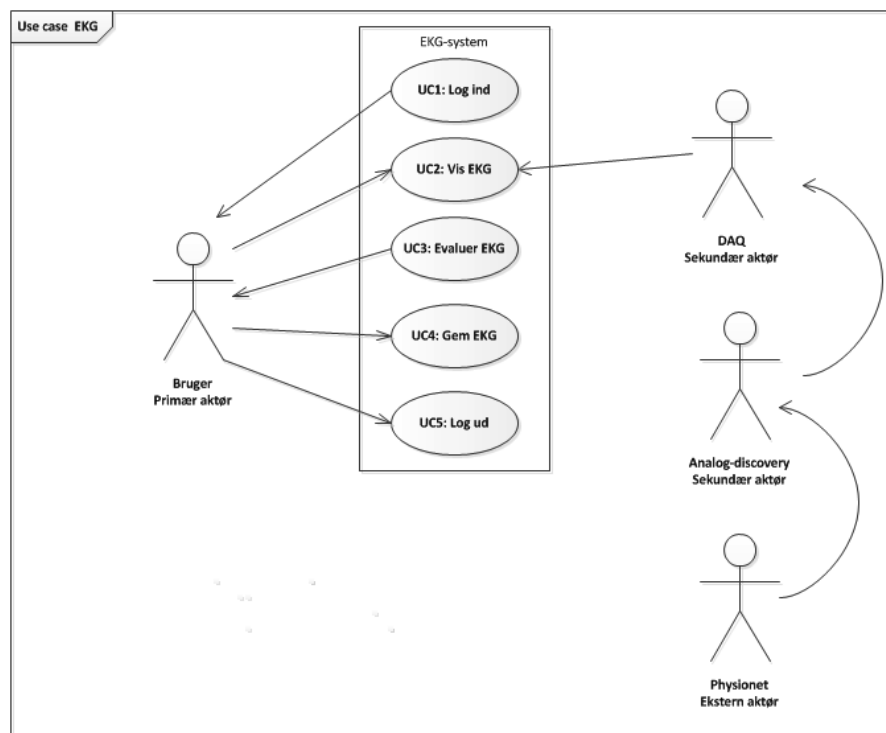 Use case EKG
EKG-system
UC1: Log ind
UC2: Vis EKG
UC3: Evaluer EKG
UC4: Gem EKG
UC5: Log ud
Bruger
Primær aktør
DAQ
Sekundær aktør
Analog-discovery
Sekundær aktør
Physionet
Ekstern aktør